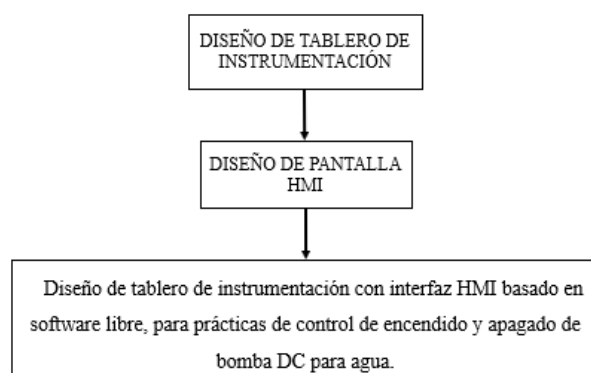 DISEÑO DE TABLERO DE
INSTRUMENTACIÓN
DISEÑO DE PANTALLA
HMI
Diseño de tablero de instrumentación con interfaz HMI basado en
software libre, para prácticas de control de encendido y apagado de
bomba DC para agua.